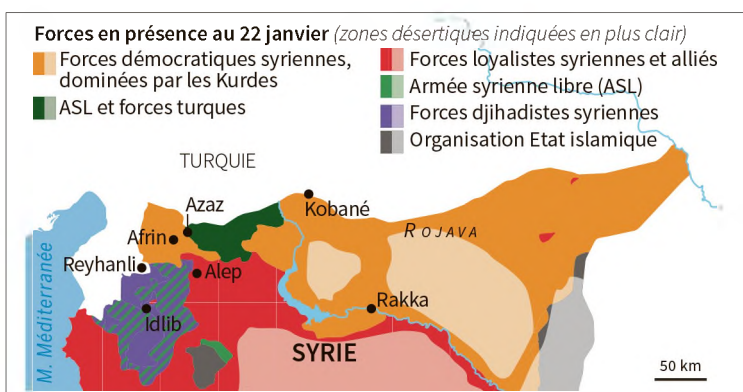 Forces en présence au 22 janvier (zones désertiques indiquées en plus clair)
Forces démocratiques syriennes,
dominées par les Kurdes
ASL et forces turques
Forces loyalistes syriennes et alliés
Armée syrienne libre (ASL)
Forces djihadistes syriennes
Organisation Etat islamique
TURQUIE
Azaz
Kobané
Afrin
ROJAVA
Reyhanli
Alep
Rakka
Idlib
M. Méditerranée
SYRIE
50 km